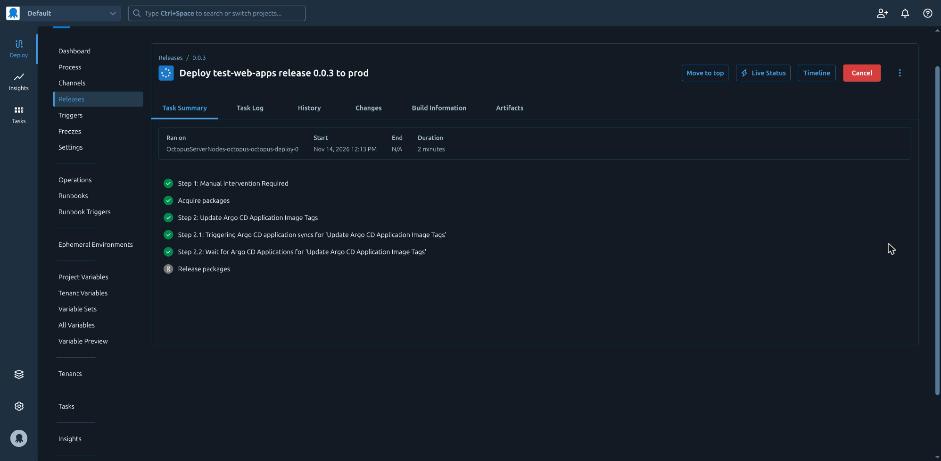 Default
Type Ctrl+Space to search or switch projects...
Deploy
Insights
Tasks
Dashboard
Process
Channels
Releases
Triggers
Freezes
Settings
Operations
Runbooks
Runbook Triggers
Ephemeral Environments
Project Variables
Tenant Variables
Variable Sets
All Variables
Variable Preview
Tenants
Tasks
Insights
Releases / 0.0.3
Deploy test-web-apps release 0.0.3 to prod
Move to top
Live Status
Timeline
Cancel
Task Summary
Task Log
History
Changes
Build Information
Artifacts
Ran on Start End Duration
OctopusServerNodes-octopus-octopus-deploy-0 Nov 14, 2026 12:13 PM N/A 2 minutes
Step 1: Manual Intervention Required
Acquire packages
Step 2: Update Argo CD Application Image Tags
Step 2.1: Triggering Argo CD application syncs for 'Update Argo CD Application Image Tags'
Step 2.2: Wait for Argo CD Applications for 'Update Argo CD Application Image Tags'
Release packages